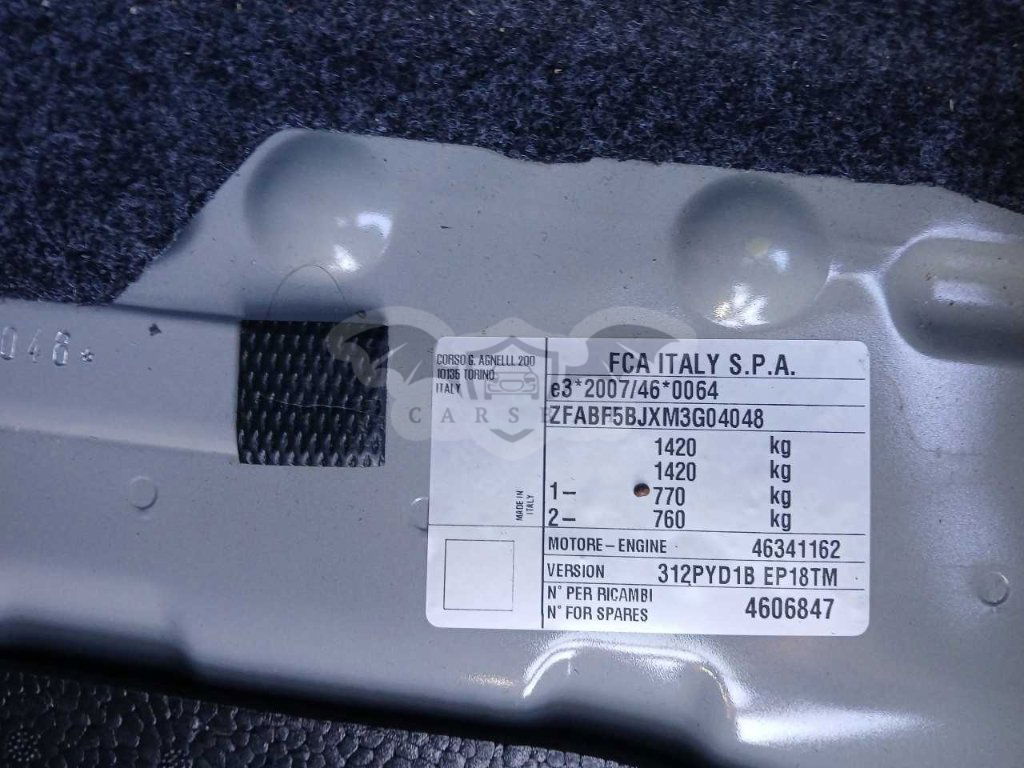 046*
CORSO G. AGNELLI, 200
10135 TORINO
ITALY
FCA ITALY S.P.A.
e3*2007/46*0064
ZFABF5BJXM3G04048
1420 kg
1420 kg
1– 770 kg
2– 760 kg
MADE IN
ITALY
MOTORE–ENGINE 46341162
VERSION 312PYD1B EP18TM
N° PER RICAMBI
N° FOR SPARES 4606847